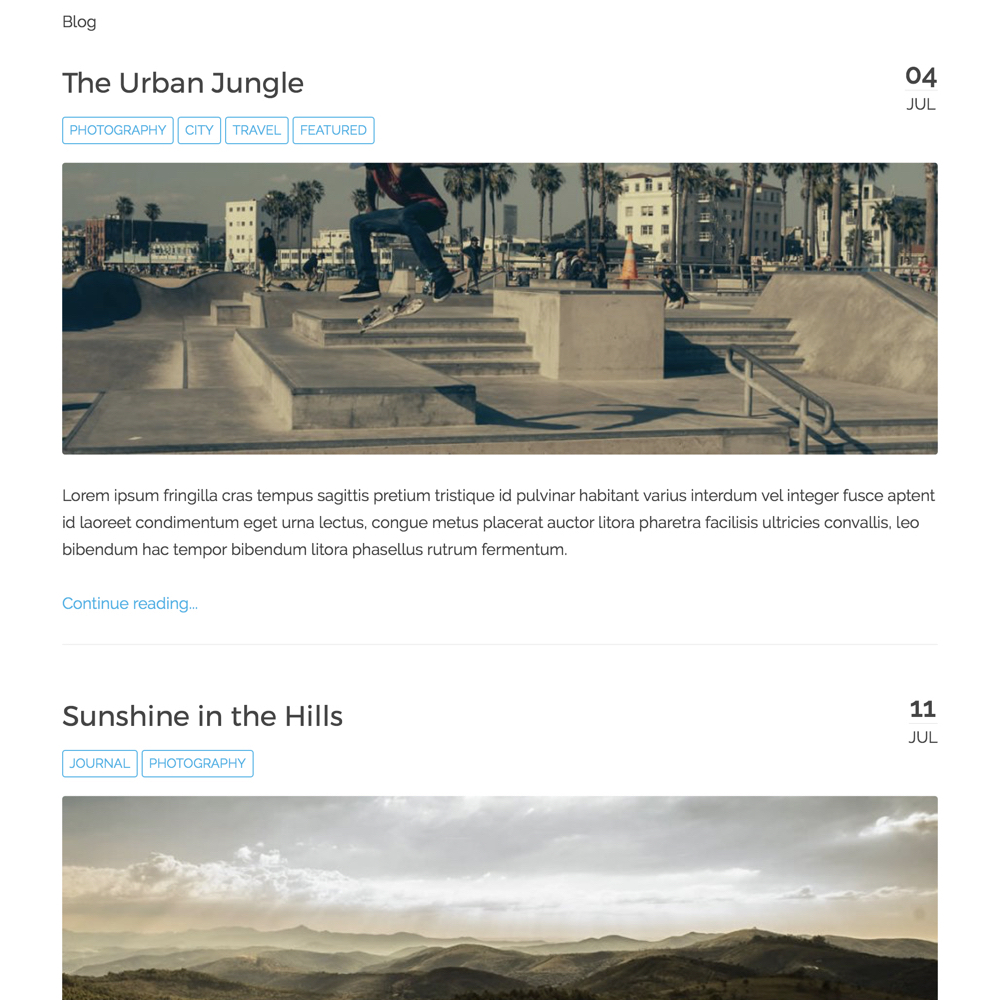 Blog
The Urban Jungle
04
JUL
PHOTOGRAPHY CITY TRAVEL FEATURED
Lorem ipsum fringilla cras tempus sagittis pretium tristique id pulvinar habitant varius interdum vel integer fusce aptent
id laoreet condimentum eget urna lectus, congue metus placerat auctor litora pharetra facilisis ultricies convallis, leo
bibendum hac tempor bibendum litora phasellus rutrum fermentum.
Continue reading...
Sunshine in the Hills
11
JUL
JOURNAL PHOTOGRAPHY